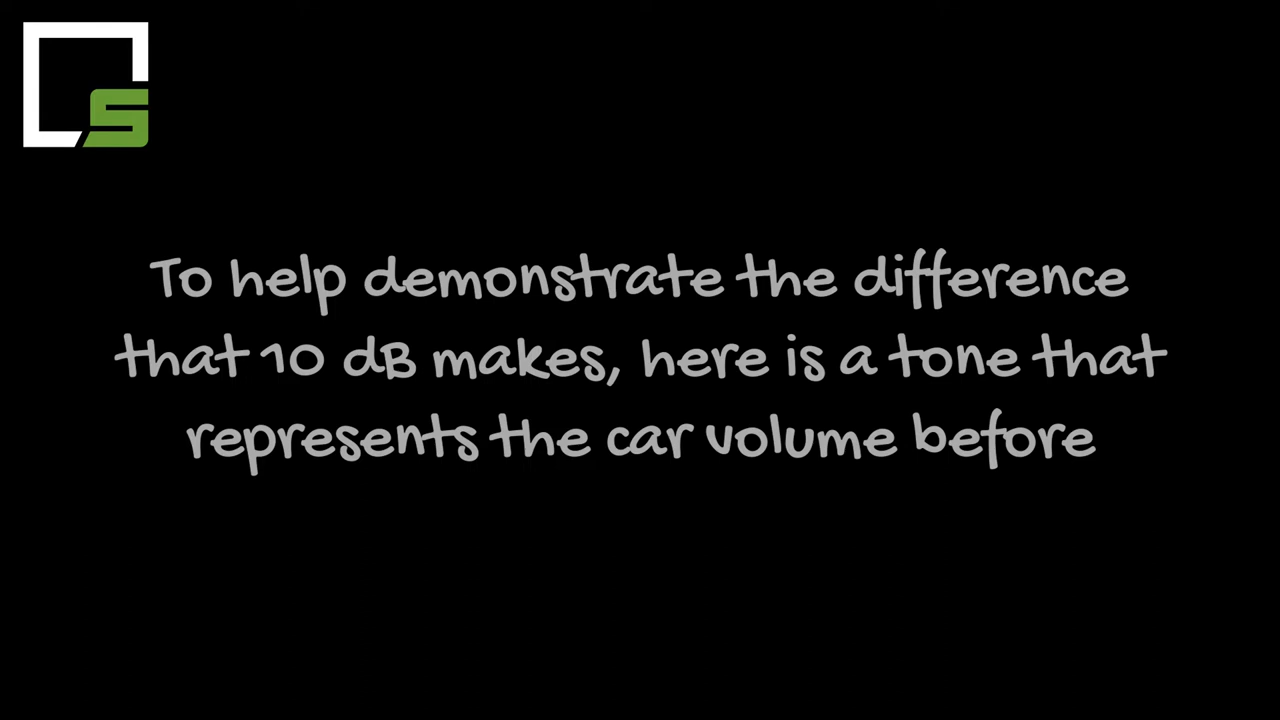 S
To help demonstrate the difference
that 10 dB makes, here is a tone that
represents the car volume before